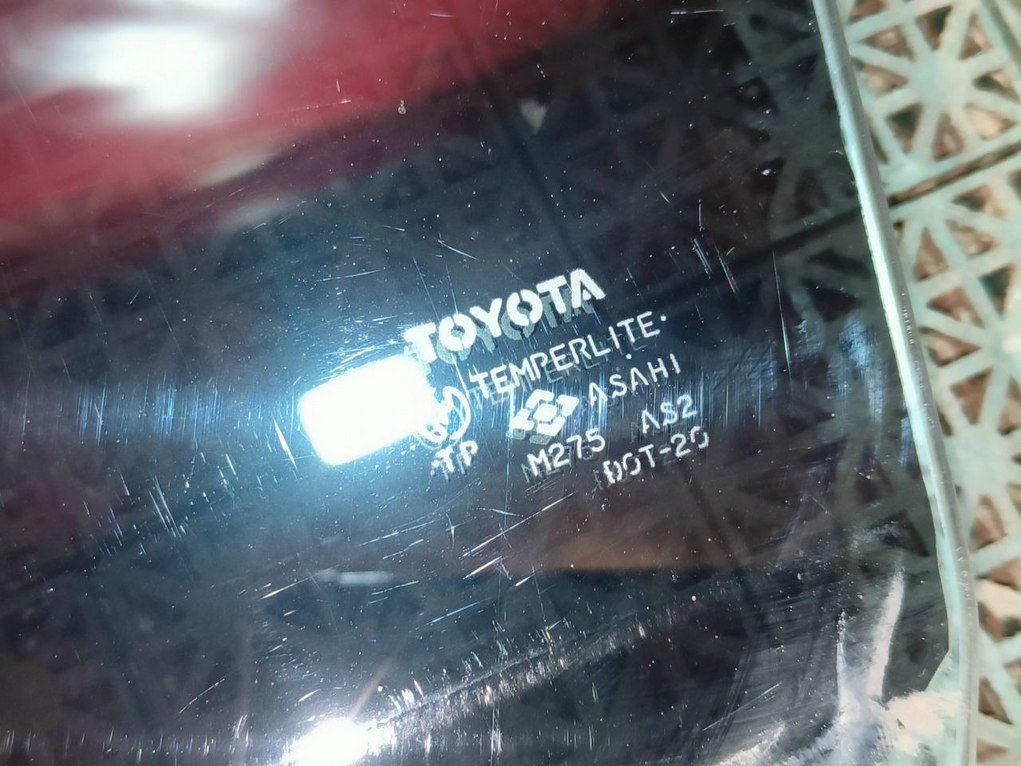 TOYOTA
TEMPERLITE.
ASAHI
TP M275 AS2
DOT-20